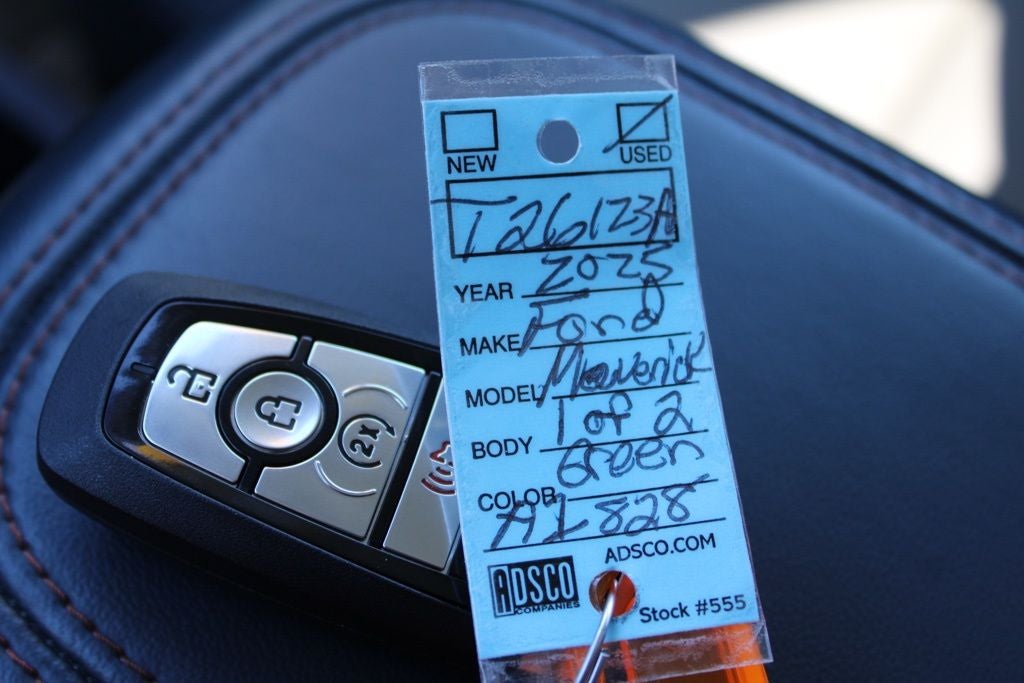 NEW USED
T26123A
YEAR 2025
MAKE Ford
MODEL Maverick
BODY 1 of 2
COLOR Green
A1828
ADSCO.COM
ADSCO
COMPANIES
Stock #555
2X